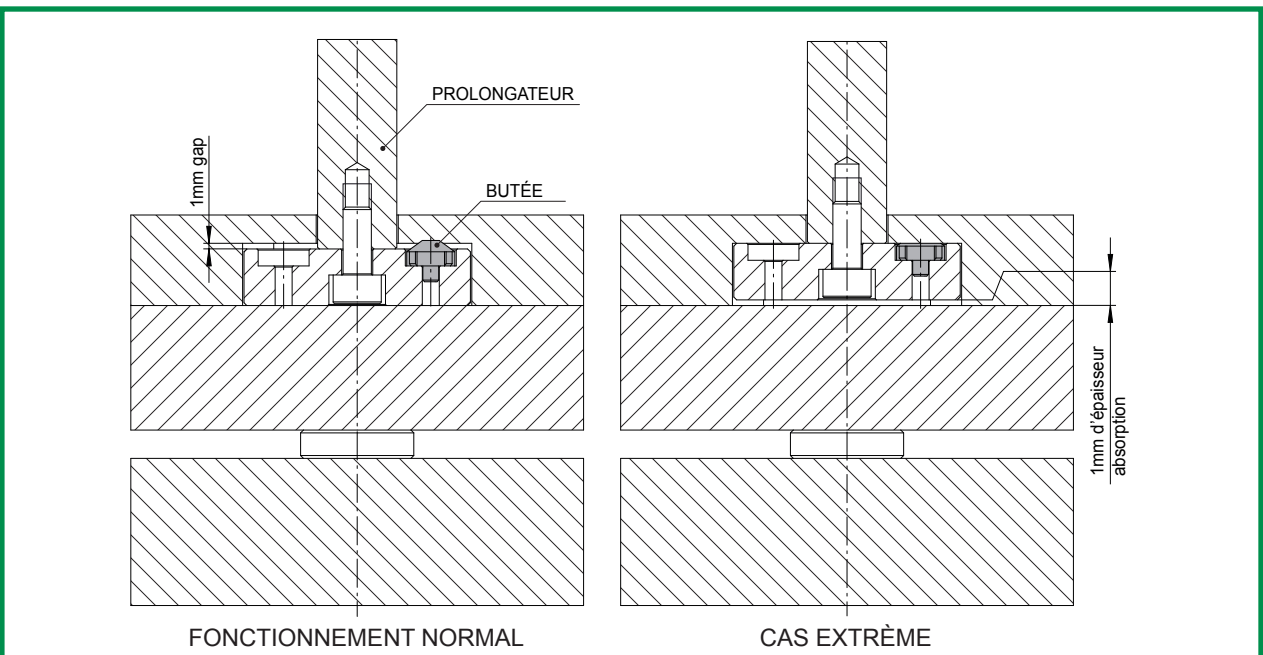 PROLONGATEUR
1mm gap
BUTÉE
1mm d'épaisseur
absorption
FONCTIONNEMENT NORMAL
CAS EXTRÈME